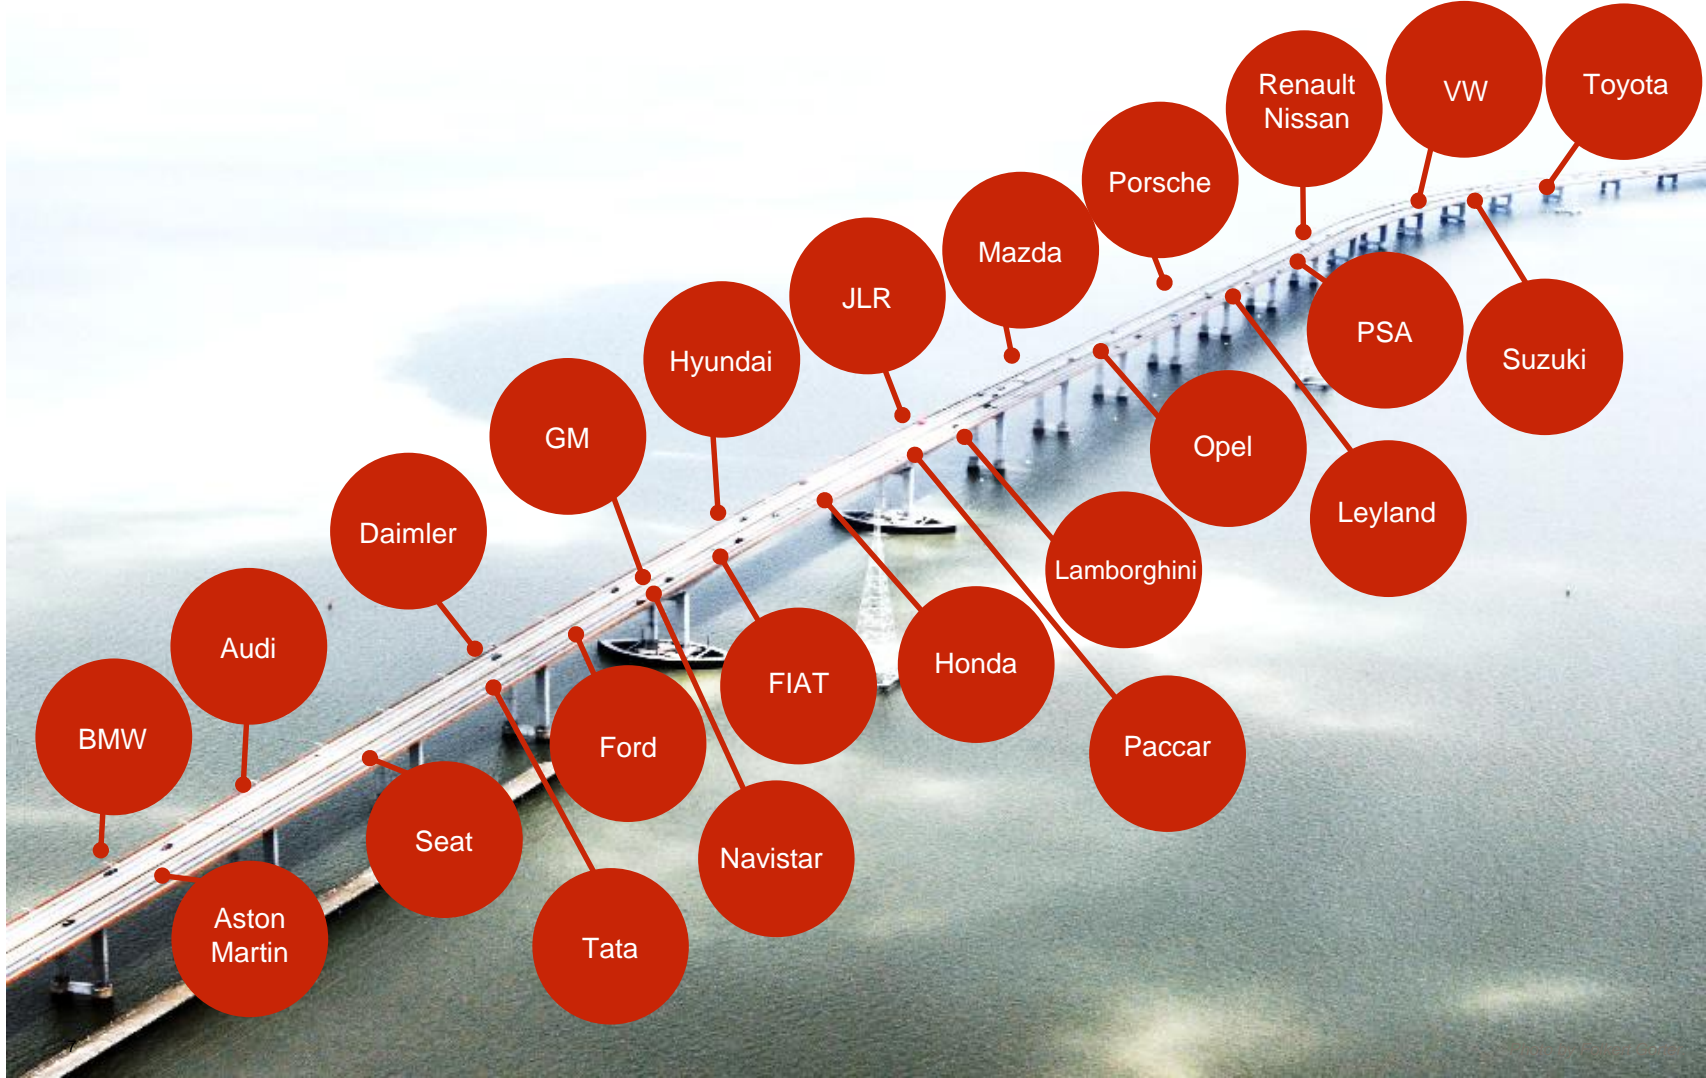 Toyota
VW
Renault
Nissan
Porsche
Mazda
JLR
Hyundai
GM
Daimler
Audi
BMW
Aston
Martin
Seat
Tata
Ford
Navistar
FIAT
Honda
Paccar
Lamborghini
Opel
Leyland
PSA
Suzuki
7